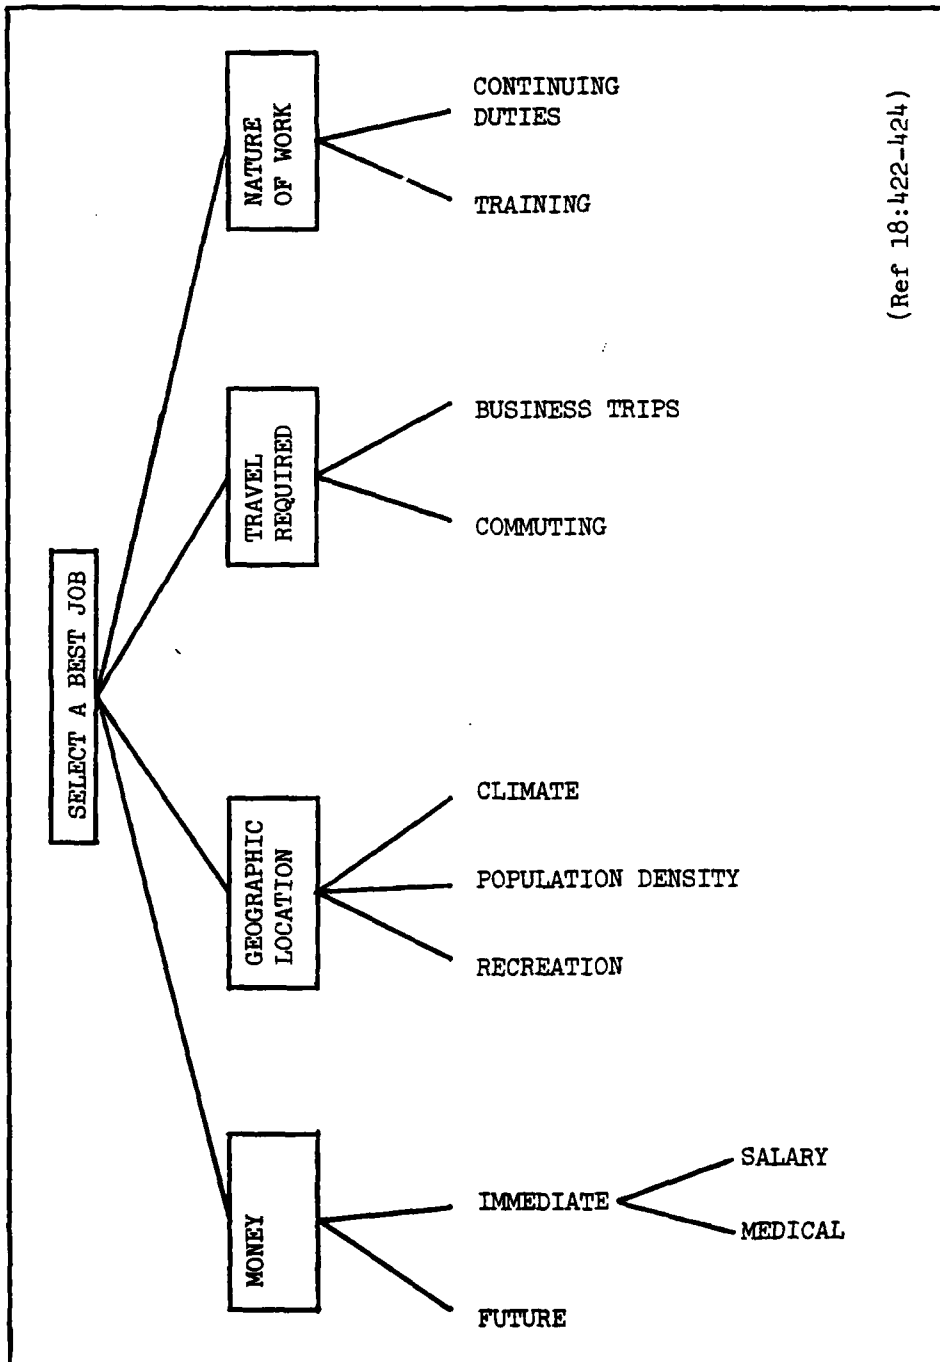 SELECT A BEST JOB
MONEY
GEOGRAPHIC
LOCATION
TRAVEL
REQUIRED
NATURE
OF WORK
CONTINUING
DUTIES
TRAINING
BUSINESS TRIPS
COMMUTING
CLIMATE
POPULATION DENSITY
RECREATION
IMMEDIATE
SALARY
MEDICAL
FUTURE
(Ref 18:422-424)